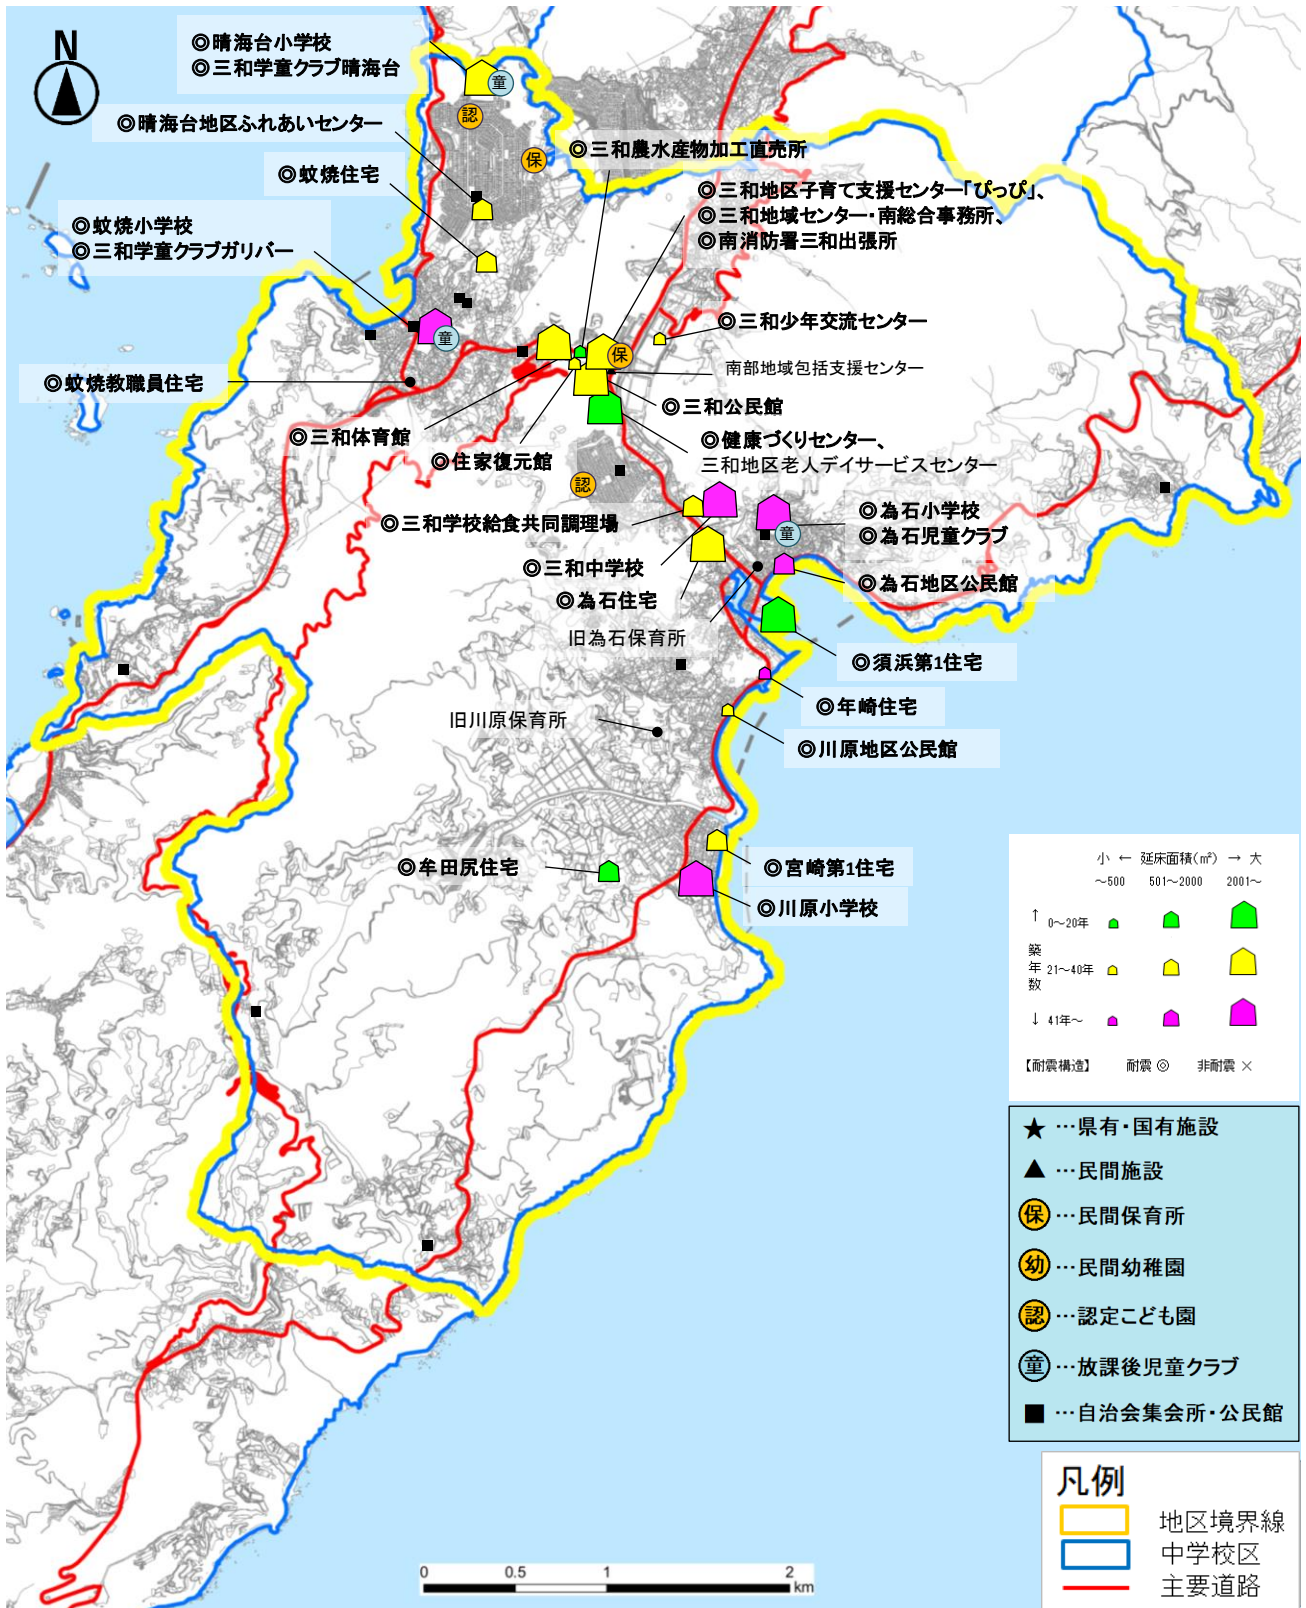 N
◎晴海台小学校
◎三和学童クラブ晴海台
童
認
◎晴海台地区ふれあいセンター
◎三和農水産物加工直売所
保
◎蚊焼住宅
◎三和地区子育て支援センター「ぴっぴ」、
◎三和地域センター・南総合事務所、
◎南消防署三和出張所
◎蚊焼小学校
◎三和学童クラブガリバー
童
◎三和少年交流センター
保
南部地域包括支援センター
◎蚊焼教職員住宅
◎三和公民館
◎三和体育館
◎健康づくりセンター、
三和地区老人デイサービスセンター
◎住家復元館
認
◎三和学校給食共同調理場
◎為石小学校
◎為石児童クラブ
童
◎三和中学校
◎為石地区公民館
◎為石住宅
旧為石保育所
◎須浜第1住宅
◎年崎住宅
旧川原保育所
◎川原地区公民館
◎牟田尻住宅
◎宮崎第1住宅
◎川原小学校
小 ← 延床面積(㎡) → 大
～500 501～2000 2001～
↑ 0～20年
築年数 21～40年
↓ 41年～
【耐震構造】 耐震 ◎ 非耐震 ×
★ …県有・国有施設
▲ …民間施設
保 …民間保育所
幼 …民間幼稚園
認 …認定こども園
童 …放課後児童クラブ
■ …自治会集会所・公民館
凡例
地区境界線
中学校区
主要道路
0 0.5 1 2
km